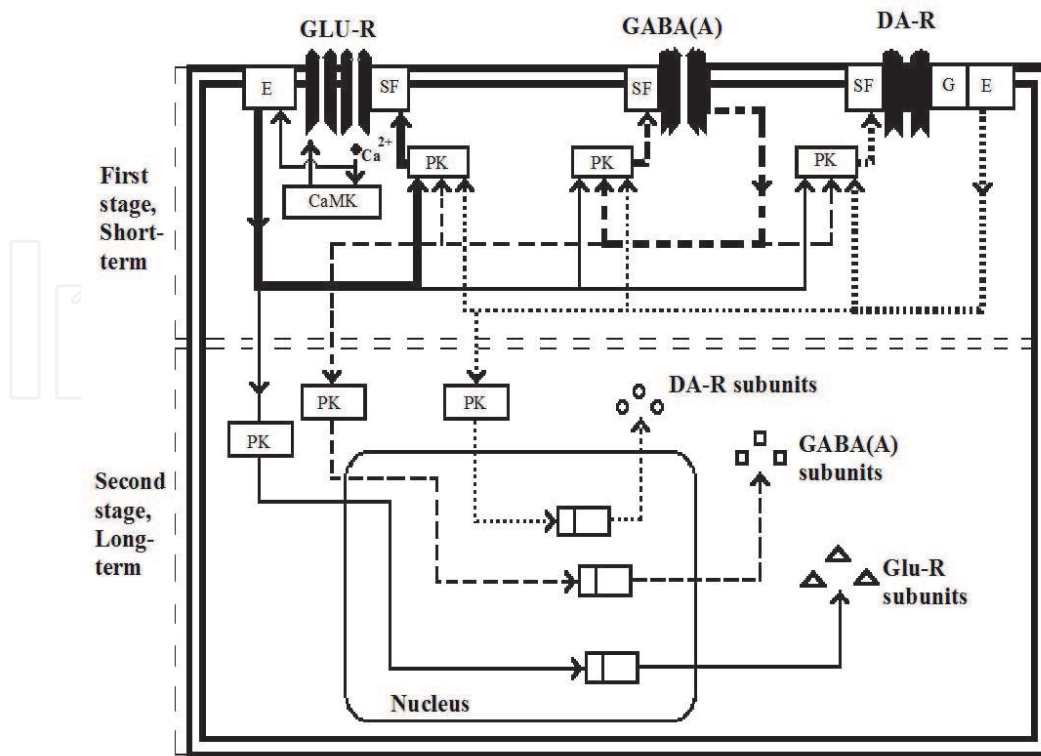 GLU-R
GABA(A)
DA-R
E
SF
SF
SF
G
E
Ca2+
PK
PK
PK
CaMK
First
stage,
Short-
term
PK
PK
PK
DA-R subunits
GABA(A)
subunits
Second
stage,
Long-
term
Glu-R
subunits
Nucleus